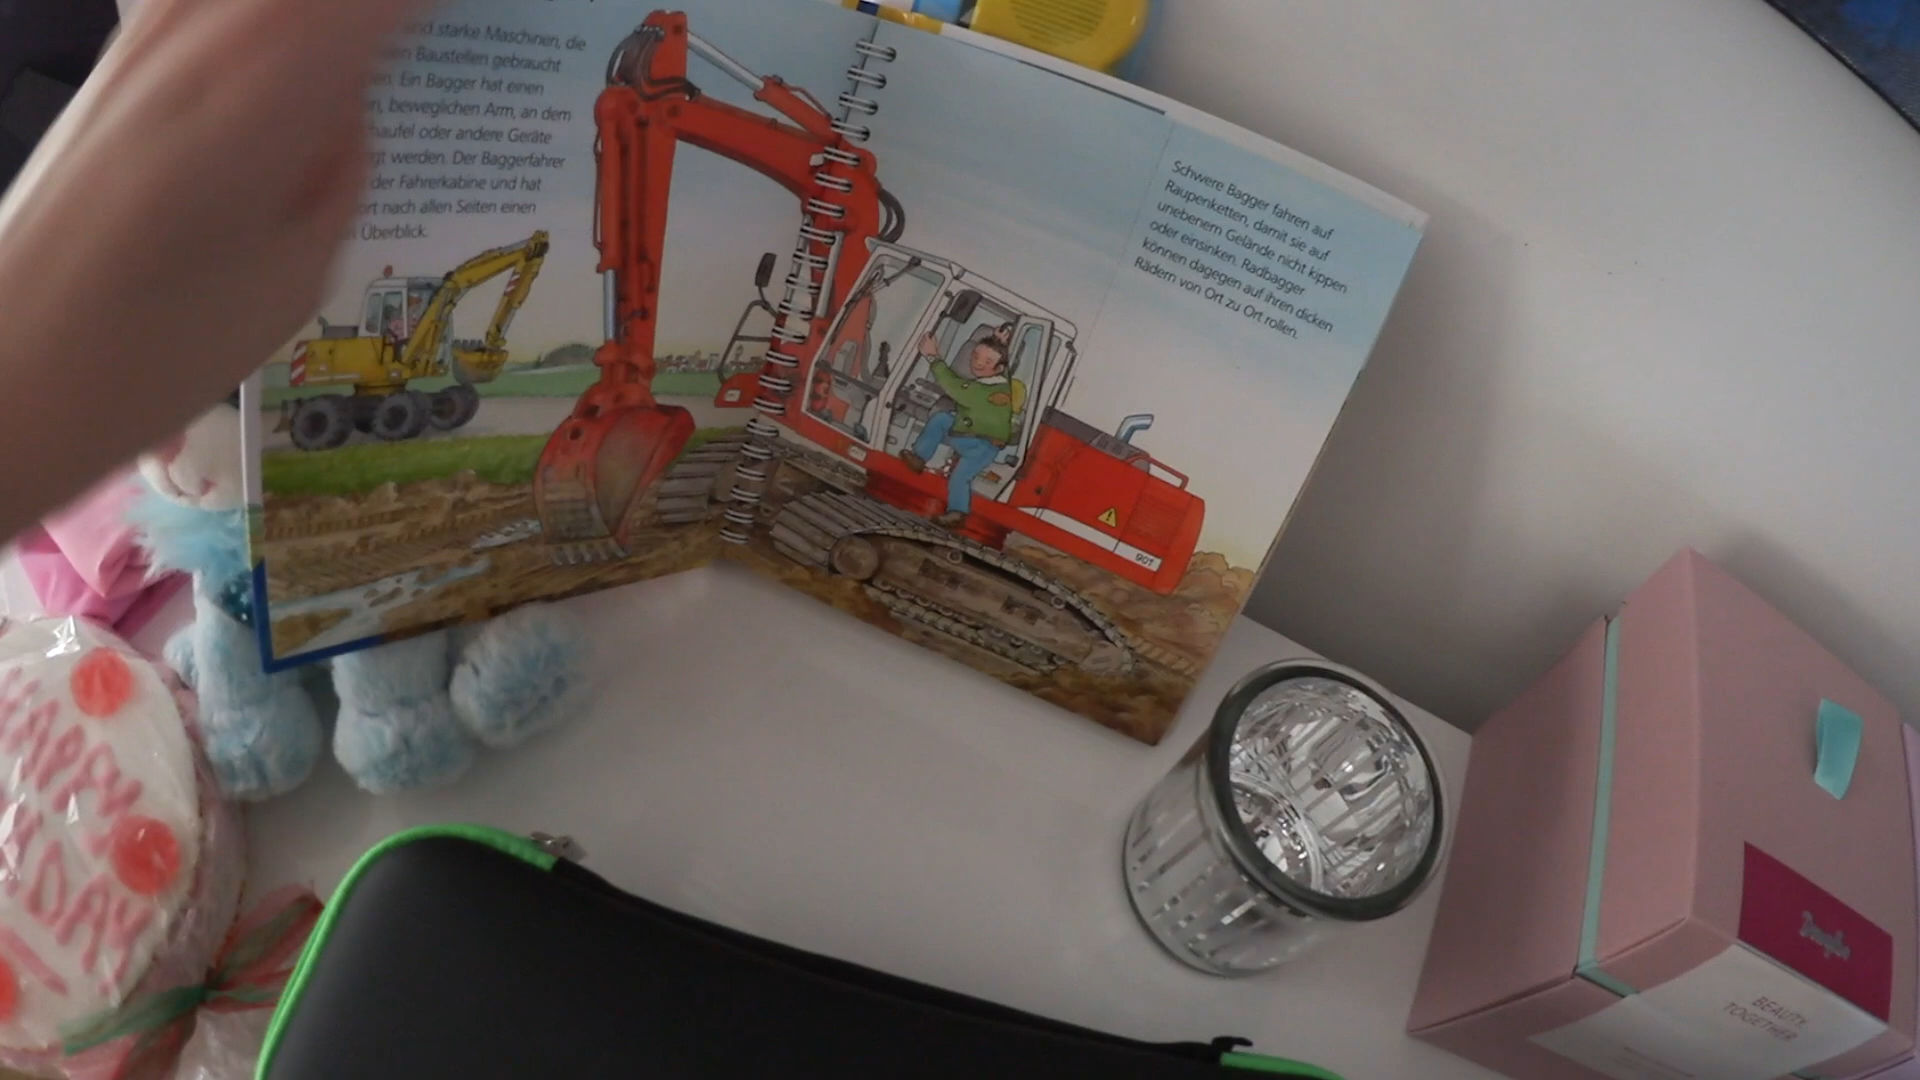 starke Maschinen, die
Baustellen gebraucht
Ein Bagger hat einen
beweglichen Arm, an dem
oder andere Geräte
werden. Der Baggerfahrer
der Fahrerkabine und hat
nach allen Seiten einen
Überblick.
Schwere Bagger fahren auf
Raupenketten, damit sie auf
unebenem Gelände nicht kippen
oder einsinken. Radbagger
können dagegen auf ihren dicken
Rädern von Ort zu Ort rollen.
901
HAPPY
DAY
Douglas
BEAUTY
TOGETHER